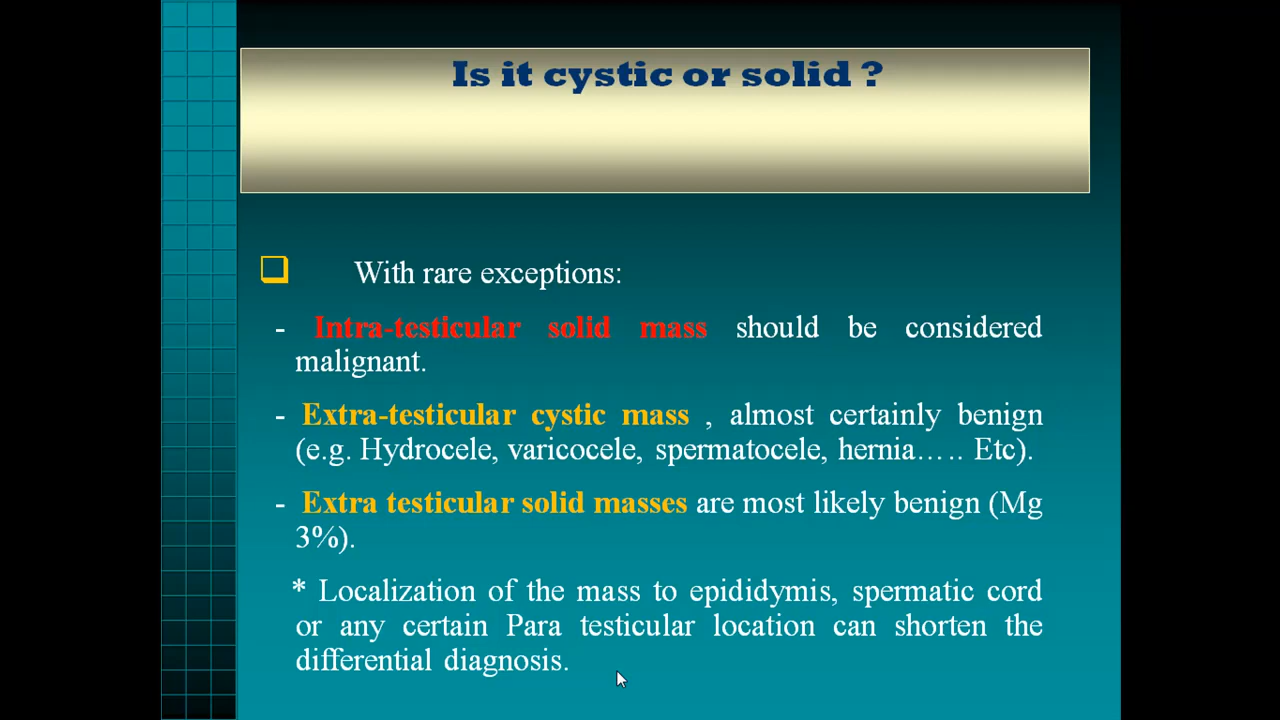 Is it cystic or solid ?
With rare exceptions:
- Intra-testicular solid mass should be considered
malignant.
- Extra-testicular cystic mass , almost certainly benign
(e.g. Hydrocele, varicocele, spermatocele, hernia….. Etc).
- Extra testicular solid masses are most likely benign (Mg
3%).
* Localization of the mass to epididymis, spermatic cord
or any certain Para testicular location can shorten the
differential diagnosis.